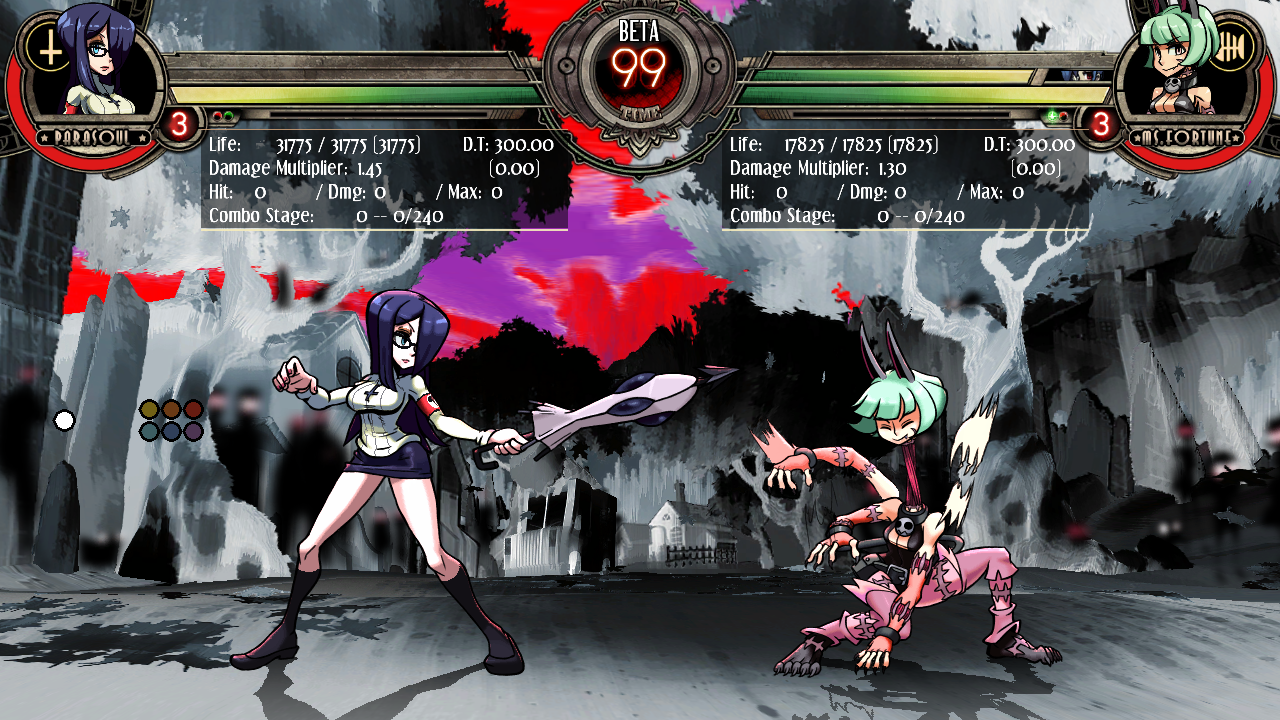 BETA
99
TIME
PARASOUL
3
3
MS.FORTUNE
Life: 31775 / 31775 (31775) D.T: 300.00
Damage Multiplier: 1.45 (0.00)
Hit: 0 / Dmg: 0 / Max: 0
Combo Stage: 0 -- 0/240
Life: 17825 / 17825 (17825) D.T: 300.00
Damage Multiplier: 1.30 (0.00)
Hit: 0 / Dmg: 0 / Max: 0
Combo Stage: 0 -- 0/240